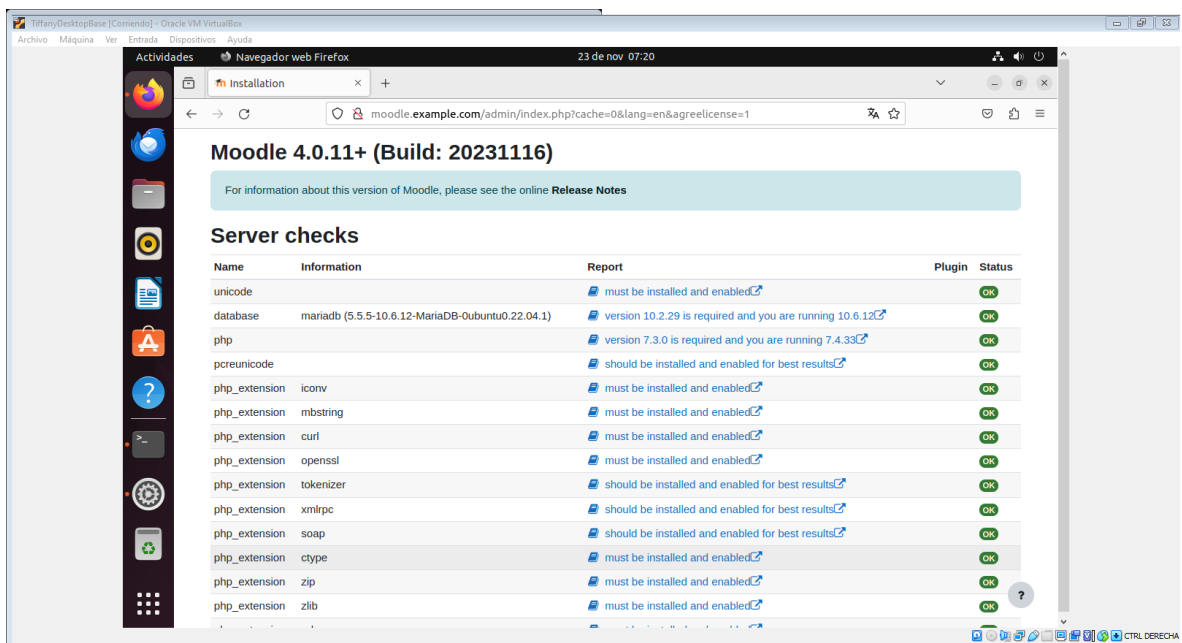 TiffanyDesktopBase [Corriendo] - Oracle VM VirtualBox
Archivo Máquina Ver Entrada Dispositivos Ayuda
Actividades Navegador web Firefox 23 de nov 07:20
Installation
moodle.example.com/admin/index.php?cache=0&lang=en&agreelicense=1
Moodle 4.0.11+ (Build: 20231116)
For information about this version of Moodle, please see the online Release Notes
Server checks
Name Information Report Plugin Status
unicode must be installed and enabled OK
database mariadb (5.5.5-10.6.12-MariaDB-0ubuntu0.22.04.1) version 10.2.29 is required and you are running 10.6.12 OK
php version 7.3.0 is required and you are running 7.4.33 OK
pcreunicode should be installed and enabled for best results OK
php_extension iconv must be installed and enabled OK
php_extension mbstring must be installed and enabled OK
php_extension curl must be installed and enabled OK
php_extension openssl must be installed and enabled OK
php_extension tokenizer should be installed and enabled for best results OK
php_extension xmlrpc should be installed and enabled for best results OK
php_extension soap should be installed and enabled for best results OK
php_extension ctype must be installed and enabled OK
php_extension zip must be installed and enabled OK
php_extension zlib must be installed and enabled OK
?
CTRL DERECHA